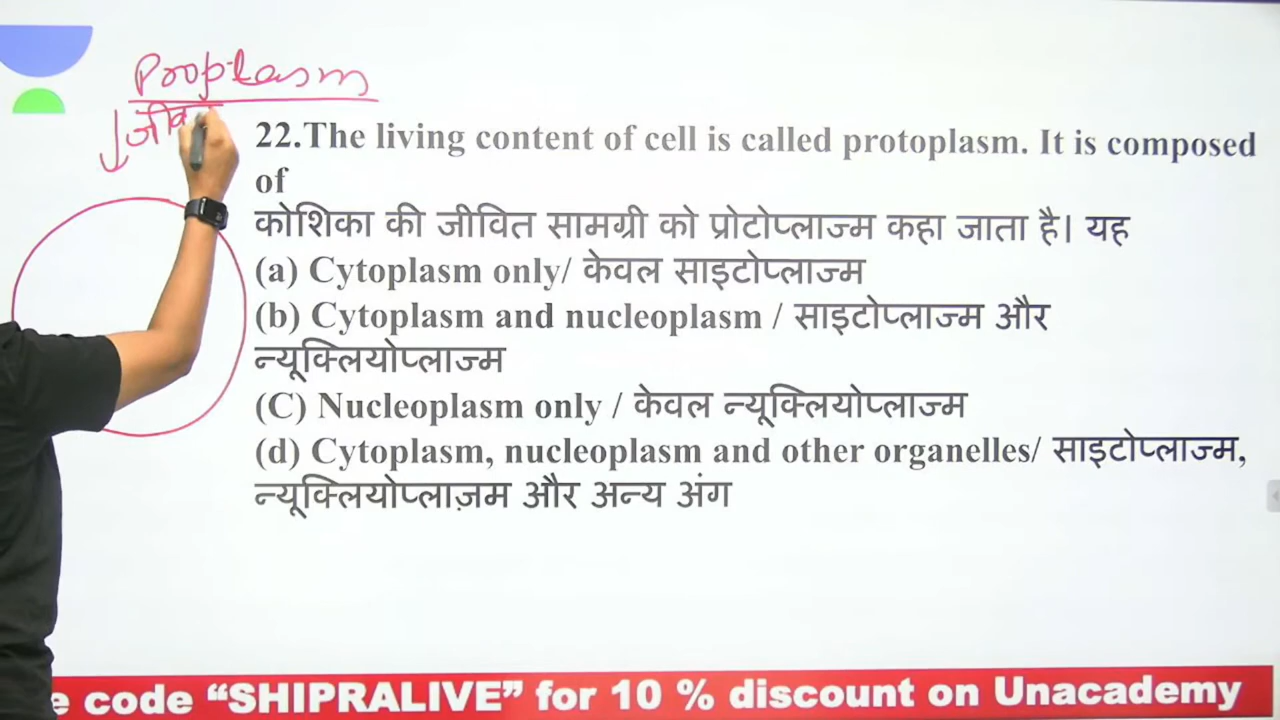 Prooplasm
जीव
22.The living content of cell is called protoplasm. It is composed
of
कोशिका की जीवित सामग्री को प्रोटोप्लाज्म कहा जाता है। यह
(a) Cytoplasm only/ केवल साइटोप्लाज्म
(b) Cytoplasm and nucleoplasm / साइटोप्लाज्म और
न्यूक्लियोप्लाज्म
(C) Nucleoplasm only / केवल न्यूक्लियोप्लाज्म
(d) Cytoplasm, nucleoplasm and other organelles/ साइटोप्लाज्म,
न्यूक्लियोप्लाज़म और अन्य अंग
e code “SHIPRALIVE” for 10 % discount on Unacademy